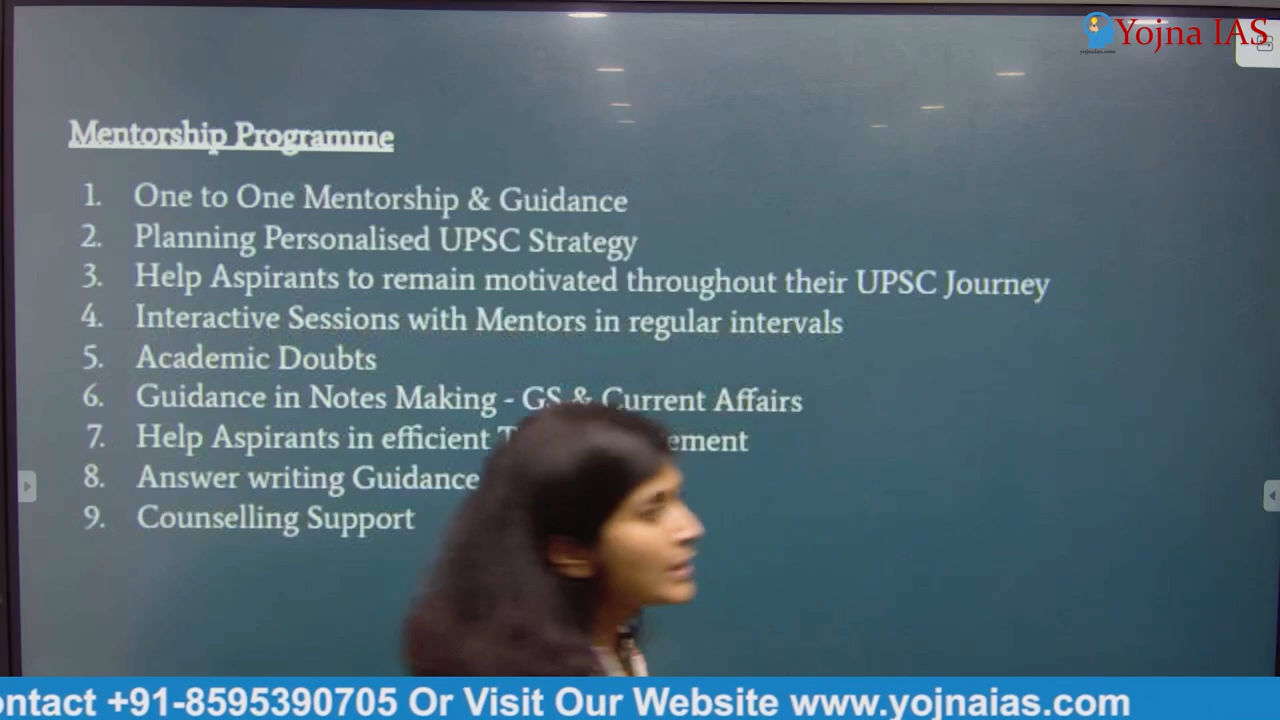 Yojna IAS
yojnaias.com
Mentorship Programme
1. One to One Mentorship & Guidance
2. Planning Personalised UPSC Strategy
3. Help Aspirants to remain motivated throughout their UPSC Journey
4. Interactive Sessions with Mentors in regular intervals
5. Academic Doubts
6. Guidance in Notes Making - GS & Current Affairs
7. Help Aspirants in efficient
8. Answer writing Guidance
9. Counselling Support
ontact +91-8595390705 Or Visit Our Website www.yojnaias.com